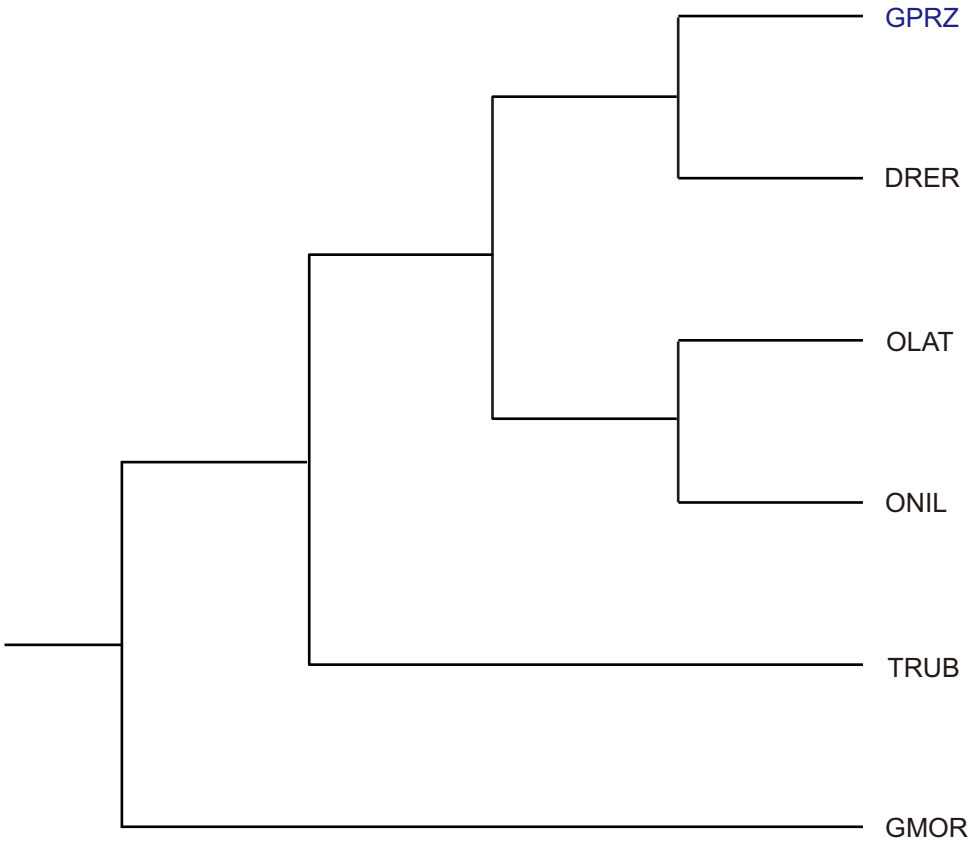 GPRZ
DRER
OLAT
ONIL
TRUB
GMOR